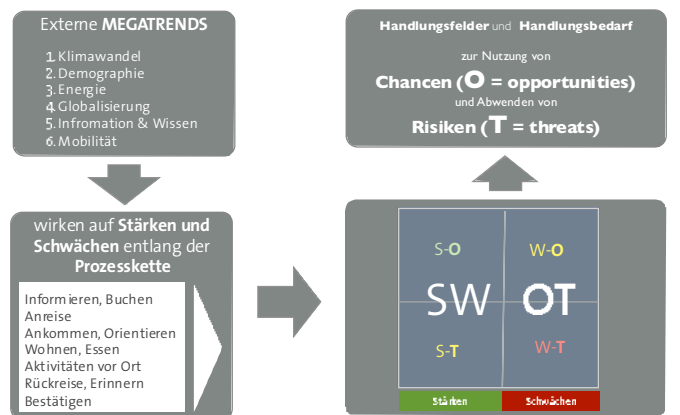 Externe MEGATRENDS
1. Klimawandel
2. Demographie
3. Energie
4. Globalisierung
5. Infromation & Wissen
6. Mobilität
wirken auf Stärken und
Schwächen entlang der
Prozesskette
Informieren, Buchen
Anreise
Ankommen, Orientieren
Wohnen, Essen
Aktivitäten vor Ort
Rückreise, Erinnern
Bestätigen
S-O W-O
SW OT
S-T W-T
Stärken Schwächen
Handlungsfelder und Handlungsbedarf
zur Nutzung von
Chancen (O = opportunities)
und Abwenden von
Risiken (T = threats)